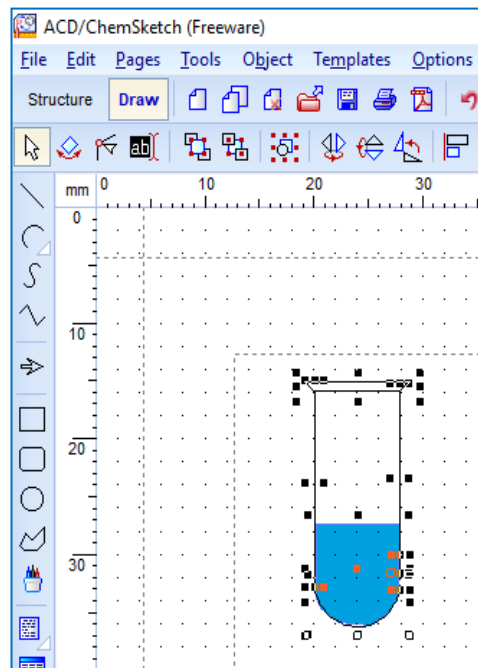 ACD/ChemSketch (Freeware)
File Edit Pages Tools Object Templates Options
Structure Draw
ab
mm 0 10 20 30
0
10
20
30